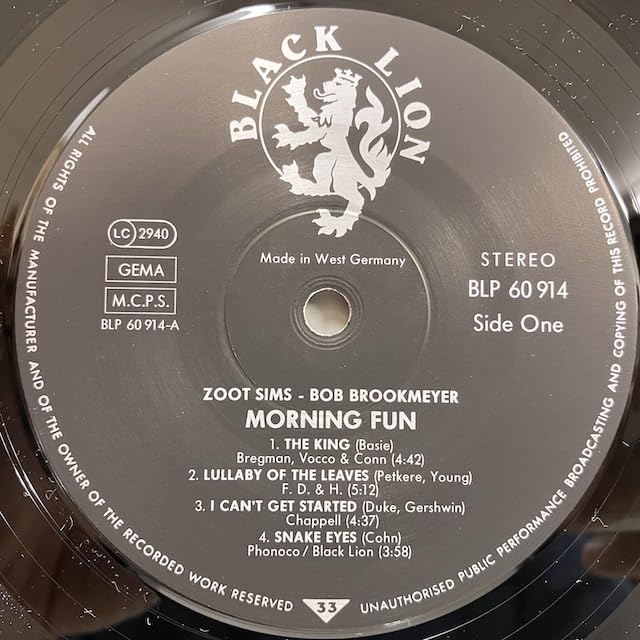 BLACK LION
LC 2940
GEMA
M.C.P.S.
BLP 60 914-A
Made in West Germany
STEREO
BLP 60 914
Side One
ZOOT SIMS - BOB BROOKMEYER
MORNING FUN
1. THE KING (Basie)
Bregman, Vocco & Conn (4:42)
2. LULLABY OF THE LEAVES (Petkere, Young)
F. D. & H. (5:12)
3. I CAN'T GET STARTED (Duke, Gershwin)
Chappell (4:37)
4. SNAKE EYES (Cohn)
Phonoco / Black Lion (3:58)
ALL RIGHTS OF THE MANUFACTURER AND OF THE OWNER OF THE RECORDED WORK RESERVED
33
UNAUTHORISED PUBLIC PERFORMANCE BROADCASTING AND COPYING OF THIS RECORD PROHIBITED